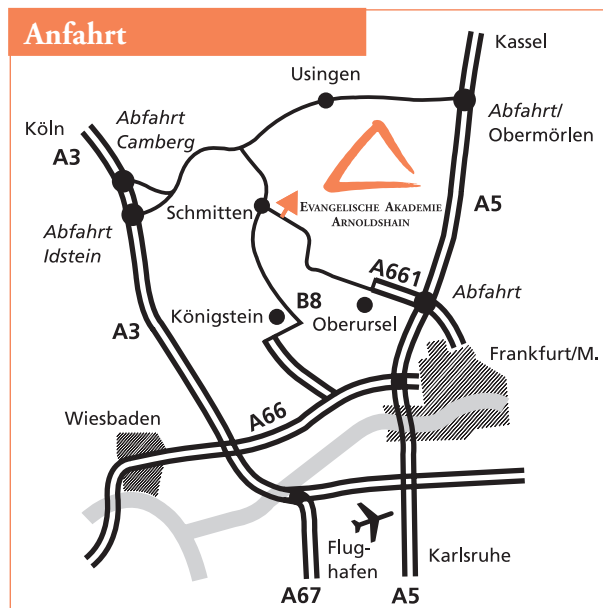 Anfahrt
Kassel
Usingen
Abfahrt
Camberg
Köln
A3
Abfahrt/
Obermörlen
Schmitten
EVANGELISCHE AKADEMIE
ARNOLDSHAIN
A5
Abfahrt
Idstein
A661
Abfahrt
B8
Königstein
Oberursel
A3
Frankfurt/M.
Wiesbaden
A66
Flug-
hafen
Karlsruhe
A67
A5